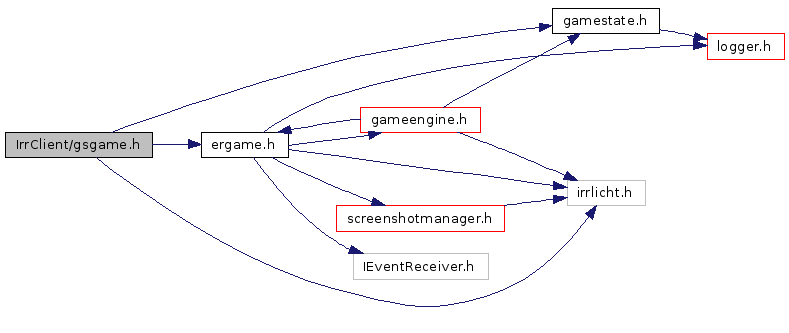 gamestate.h
logger.h
gameengine.h
IrrClient/gsgame.h
ergame.h
irrlicht.h
screenshotmanager.h
IEventReceiver.h